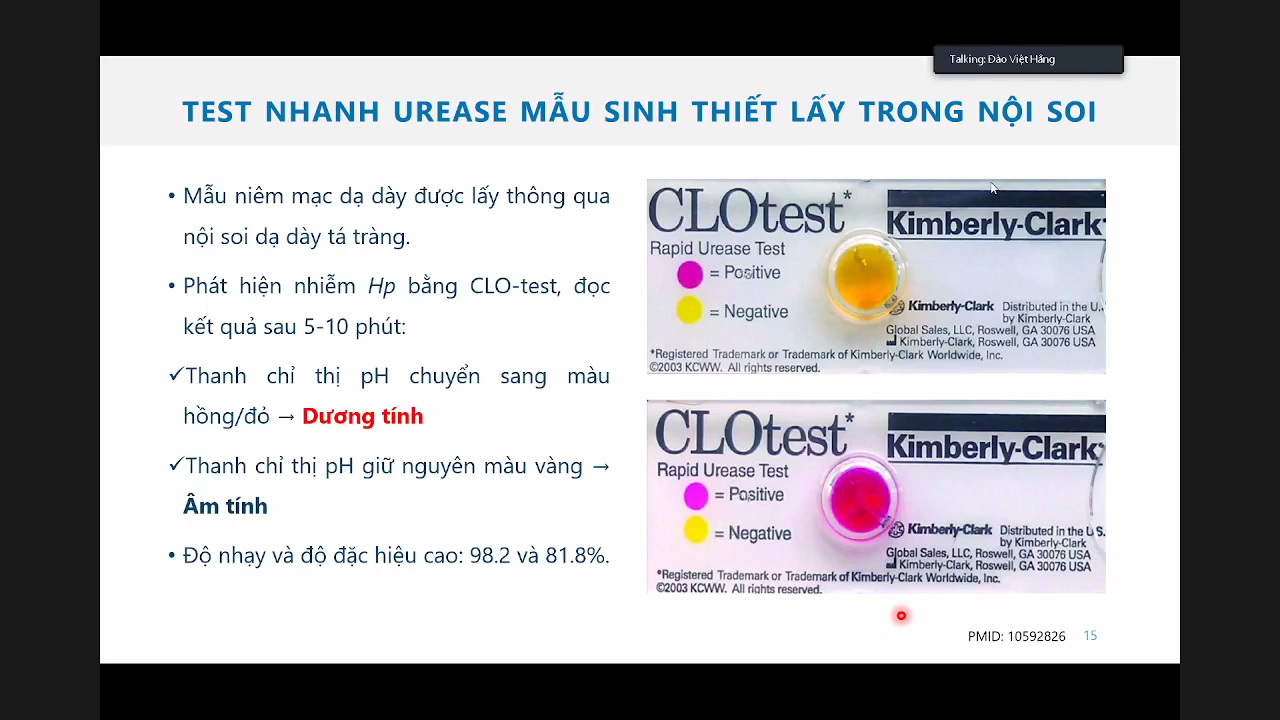 Talking: Đào Việt Hằng
TEST NHANH UREASE MẪU SINH THIẾT LẤY TRONG NỘI SOI
• Mẫu niêm mạc dạ dày được lấy thông qua
nội soi dạ dày tá tràng.
• Phát hiện nhiễm Hp bằng CLO-test, đọc
kết quả sau 5-10 phút:
✓Thanh chỉ thị pH chuyển sang màu
hồng/đỏ → Dương tính
✓Thanh chỉ thị pH giữ nguyên màu vàng →
Âm tính
• Độ nhạy và độ đặc hiệu cao: 98.2 và 81.8%.
CLOtest*
Kimberly-Clark*
Rapid Urease Test
= Positive
= Negative
Kimberly-Clark Distributed in the U.
by Kimberly-Clark
Global Sales, LLC, Roswell, GA 30076 USA
Kimberly-Clark, Roswell, GA 30076 USA
*Registered Trademark or Trademark of Kimberly-Clark Worldwide, Inc.
©2003 KCWW. All rights reserved.
CLOtest*
Kimberly-Clark*
Rapid Urease Test
= Positive
= Negative
Kimberly-Clark Distributed in the U S.
by Kimberly-Clark
Global Sales, LLC, Roswell, GA 30076 USA
Kimberly-Clark, Roswell, GA 30076 USA
*Registered Trademark or Trademark of Kimberly-Clark Worldwide, Inc.
©2003 KCWW. All rights reserved.
PMID: 10592826 15